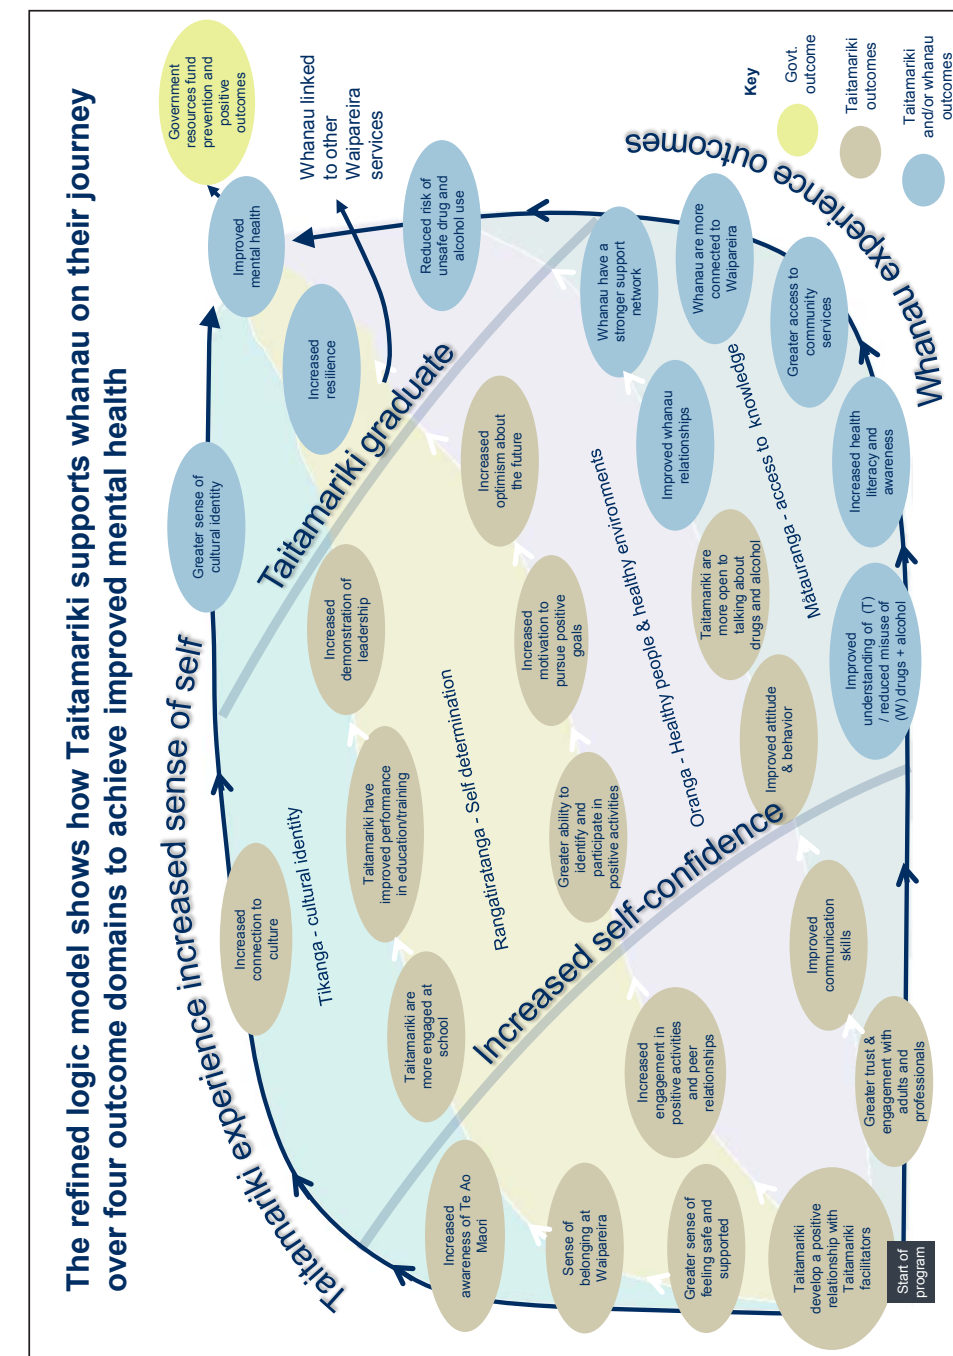 The refined logic model shows how Taitamariki supports whanau on their journey
over four outcome domains to achieve improved mental health
Taitamariki experience increased sense of self
Government
resources fund
prevention and
positive
outcomes
Improved
mental health
Whanau linked
to other
Waipareira
services
Key
Govt.
outcome
Taitamariki
outcomes
Taitamariki
and/or whanau
outcomes
Greater sense of
cultural identity
Increased
resilience
Reduced risk of
unsafe drug and
alcohol use
Taitamariki graduate
Increased
connection to
culture
Tikanga - cultural identity
Increased
demonstration of
leadership
Taitamariki have
improved performance
in education/training
Taitamariki are
more engaged at
school
Increased
awareness of Te Ao
Maori
Rangatiratanga - Self determination
Increased
optimism about
the future
Increased
motivation to
pursue positive
goals
Greater ability to
identify and
participate in
positive activities
Increased self-confidence
Increased
engagement in
positive activities
and peer
relationships
Sense of
belonging at
Waipareira
Greater sense of
feeling safe and
supported
Oranga - Healthy people & healthy environments
Whanau have a
stronger support
network
Improved whanau
relationships
Taitamariki are
more open to
talking about
drugs and alcohol
Improved attitude
& behavior
Improved
communication
skills
Greater trust &
engagement with
adults and
professionals
Taitamariki
develop a positive
relationship with
Taitamariki
facilitators
Mātauranga - access to knowledge
Whanau are more
connected to
Waipareira
Greater access to
community
services
Increased health
literacy and
awareness
Improved
understanding of (T)
/ reduced misuse of
(W) drugs + alcohol
Whanau experience outcomes
Start of
program